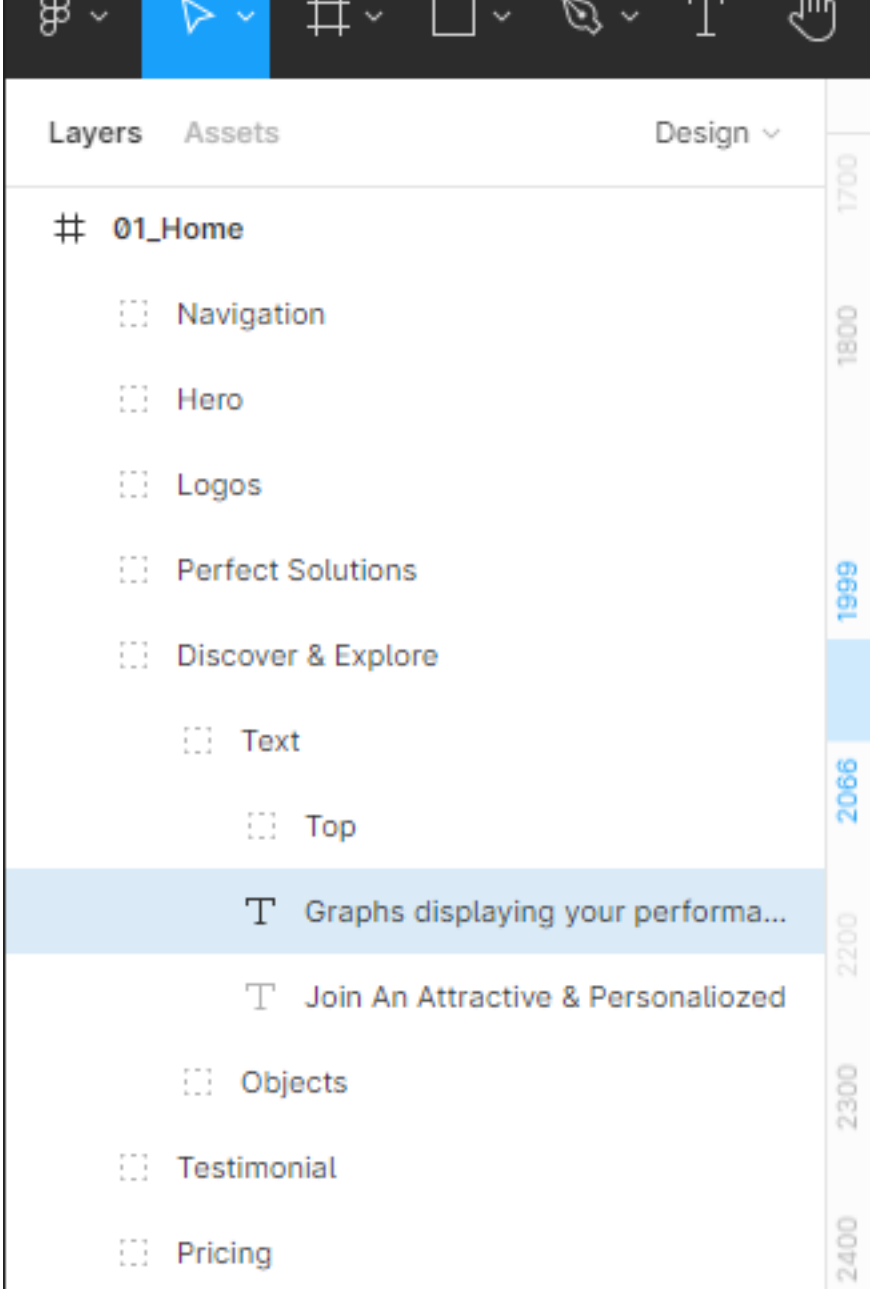 Layers Assets Design
01_Home
Navigation
Hero
Logos
Perfect Solutions
Discover & Explore
Text
Top
Graphs displaying your performa...
Join An Attractive & Personaliozed
Objects
Testimonial
Pricing
1700
1800
1999
2066
2200
2300
2400